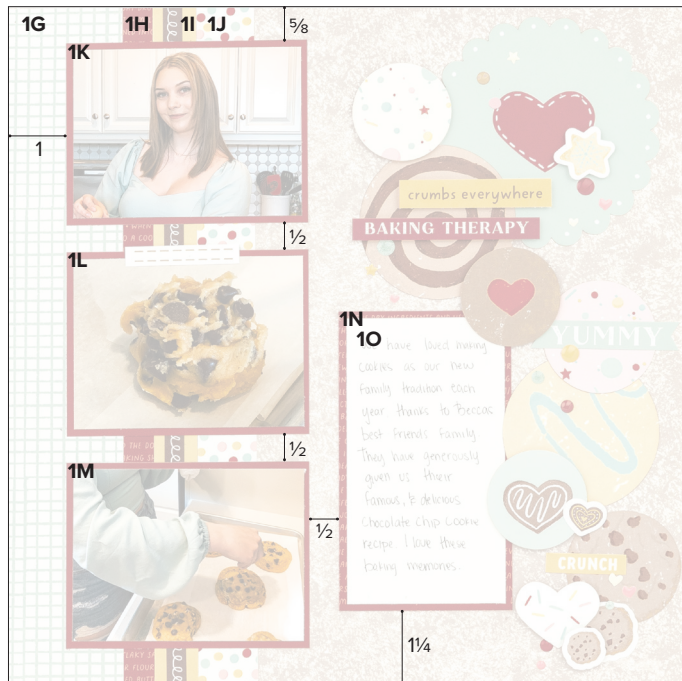 1G
1H
1I
1J
5/8
1K
1
1/2
1L
crumbs everywhere
BAKING THERAPY
1N
1O
YUMMY
have loved making
cookies as our new
family tradition each
year thanks to Beccas
best friends family
They have generously
given us their
famous, & delicious
chocolate chip cookie
recipe. I love these
baking memories.
1/2
1M
1/2
CRUNCH
1 1/4